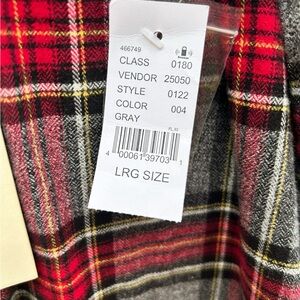 466749
CLASS 0180
VENDOR 25050
STYLE 0122
COLOR 004
GRAY
4 00061 39703 1
LRG SIZE